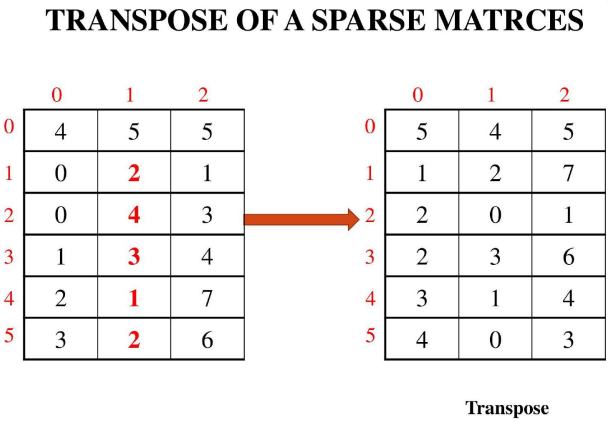 TRANSPOSE OF A SPARSE MATRCES
0 1 2 0 1 2
0 4 5 5 0 5 4 5
1 0 2 1 1 1 2 7
2 0 4 3 2 2 0 1
3 1 3 4 3 2 3 6
4 2 1 7 4 3 1 4
5 3 2 6 5 4 0 3
Transpose